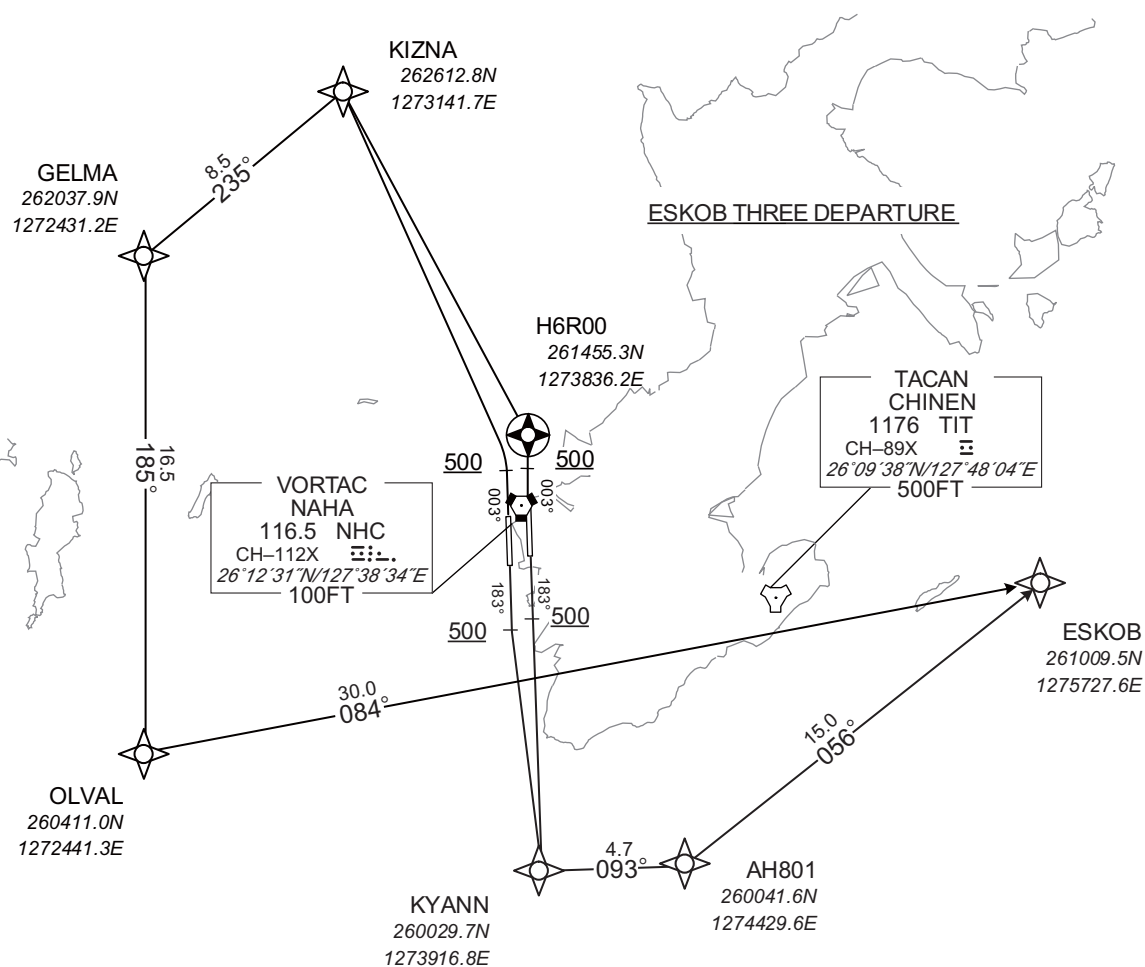 KIZNA
262612.8N
1273141.7E
8.5
235°
GELMA
262037.9N
1272431.2E
ESKOB THREE DEPARTURE
H6R00
261455.3N
1273836.2E
TACAN
CHINEN
1176 TIT
CH–89X
26°09´38˝N/127°48´04˝E
500FT
16.5
185°
500
500
003°
003°
VORTAC
NAHA
116.5 NHC
CH–112X
26°12´31˝N/127°38´34˝E
100FT
183°
183°
500
500
ESKOB
261009.5N
1275727.6E
30.0
084°
15.0
056°
OLVAL
260411.0N
1272441.3E
4.7
093°
AH801
260041.6N
1274429.6E
KYANN
260029.7N
1273916.8E